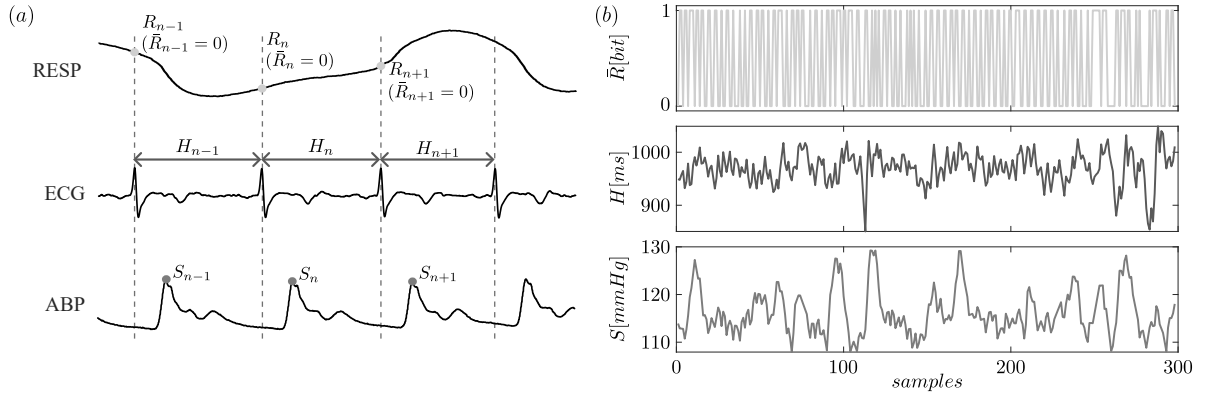 (a)
RESP
R_{n−1}
(R̄_{n−1} = 0)
R_n
(R̄_n = 0)
R_{n+1}
(R̄_{n+1} = 0)
H_{n−1}
H_n
H_{n+1}
ECG
S_{n−1}
S_n
S_{n+1}
ABP
(b)
R̄[bit]
1
0
H[ms]
1000
900
S[mmHg]
130
120
110
0
100
200
300
samples